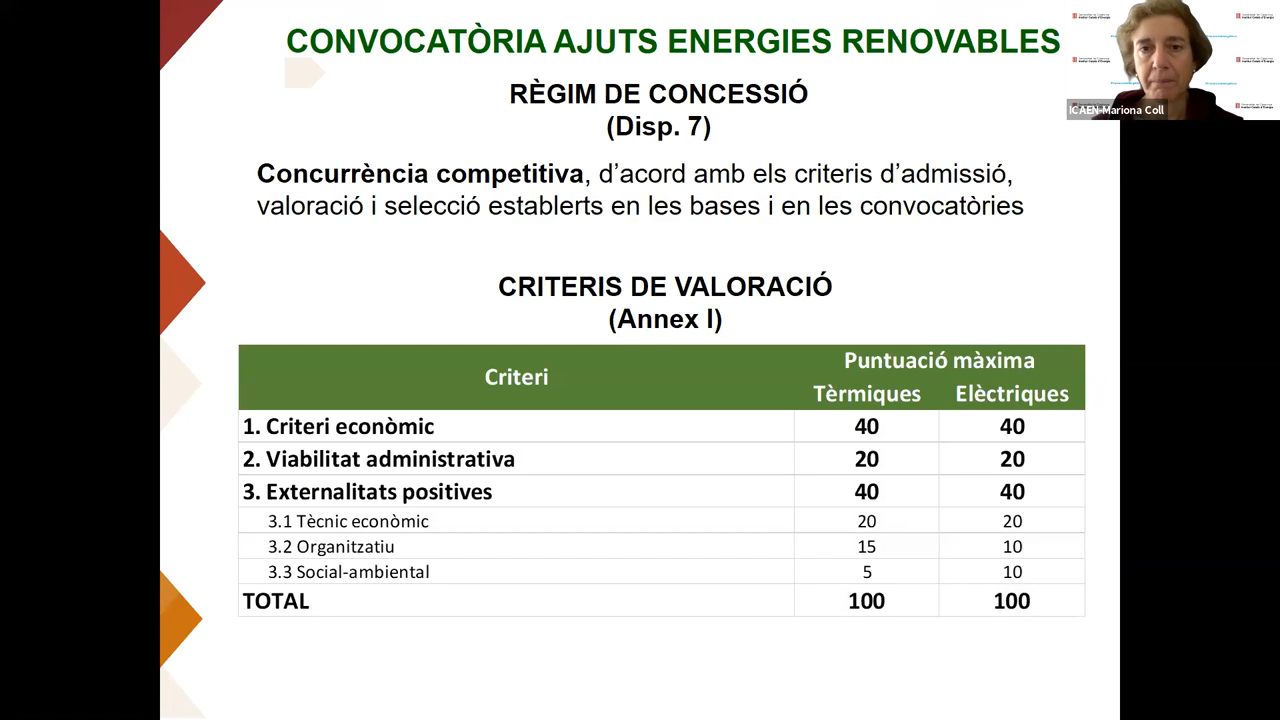 CONVOCATÒRIA AJUTS ENERGIES RENOVABLES
RÈGIM DE CONCESSIÓ
(Disp. 7)
Concurrència competitiva, d’acord amb els criteris d’admissió,
valoració i selecció establerts en les bases i en les convocatòries
CRITERIS DE VALORACIÓ
(Annex I)
Criteri
Puntuació màxima
Tèrmiques Elèctriques
1. Criteri econòmic 40 40
2. Viabilitat administrativa 20 20
3. Externalitats positives 40 40
3.1 Tècnic econòmic 20 20
3.2 Organitzatiu 15 10
3.3 Social-ambiental 5 10
TOTAL 100 100
ICAEN-Mariona Coll